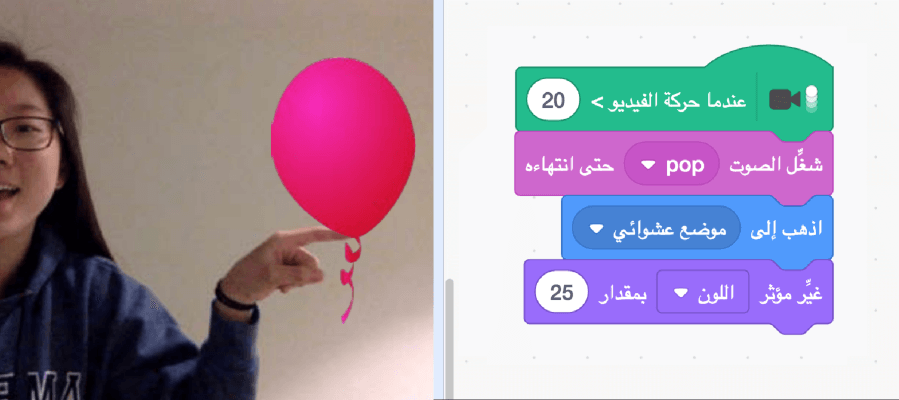 عندما حركة الفيديو > 20
شغِّل الصوت pop حتى انتهاءه
اذهب إلى موضع عشوائي
غيِّر مؤثر اللون بمقدار 25